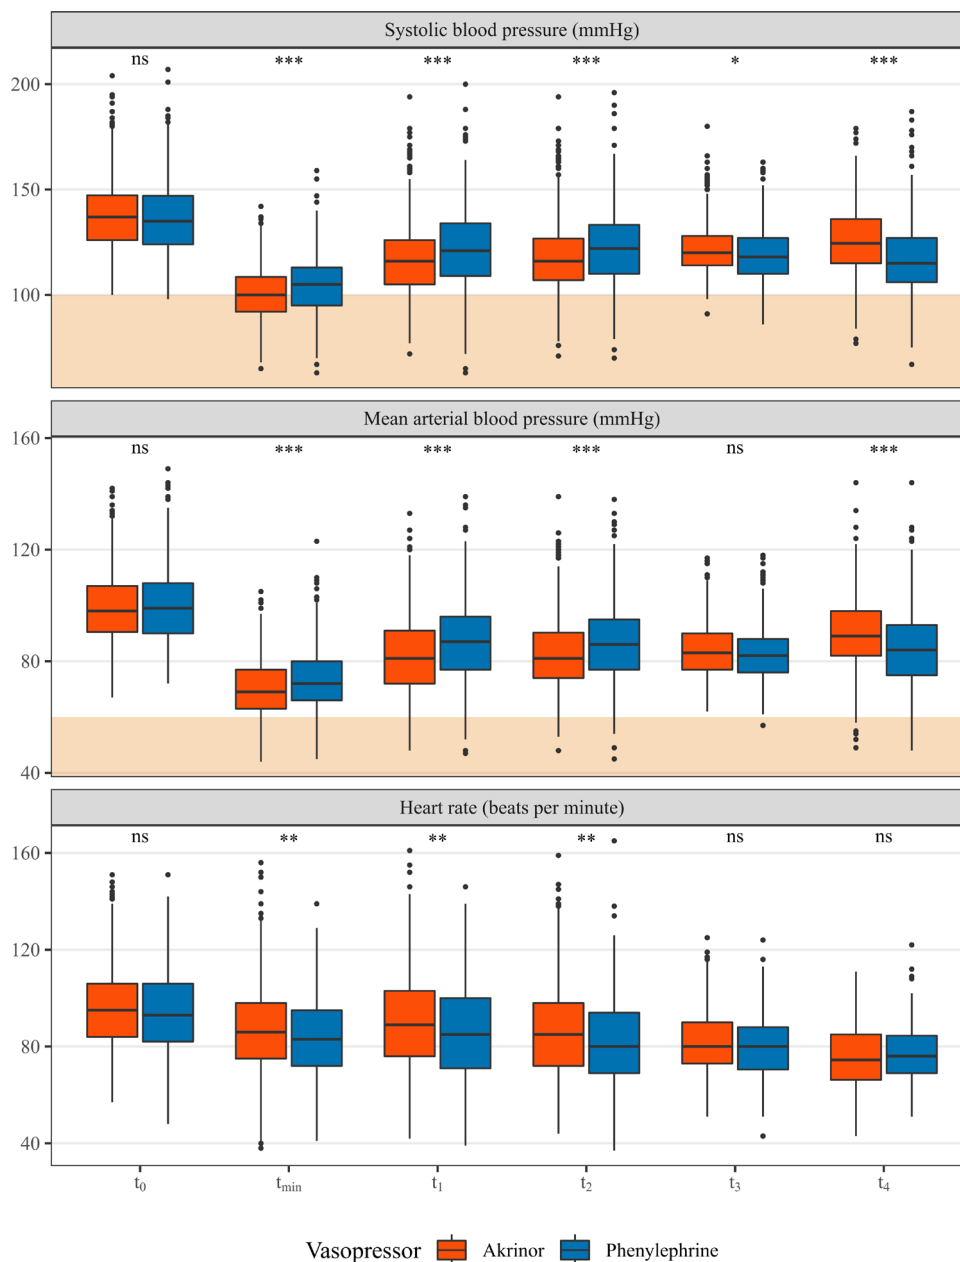 Systolic blood pressure (mmHg)
ns *** *** *** * ***
200
150
100
Mean arterial blood pressure (mmHg)
160
ns *** *** *** ns ***
120
80
40
Heart rate (beats per minute)
ns ** ** ** ns ns
160
120
80
40
t0 tmin t1 t2 t3 t4
Vasopressor Akrinor Phenylephrine